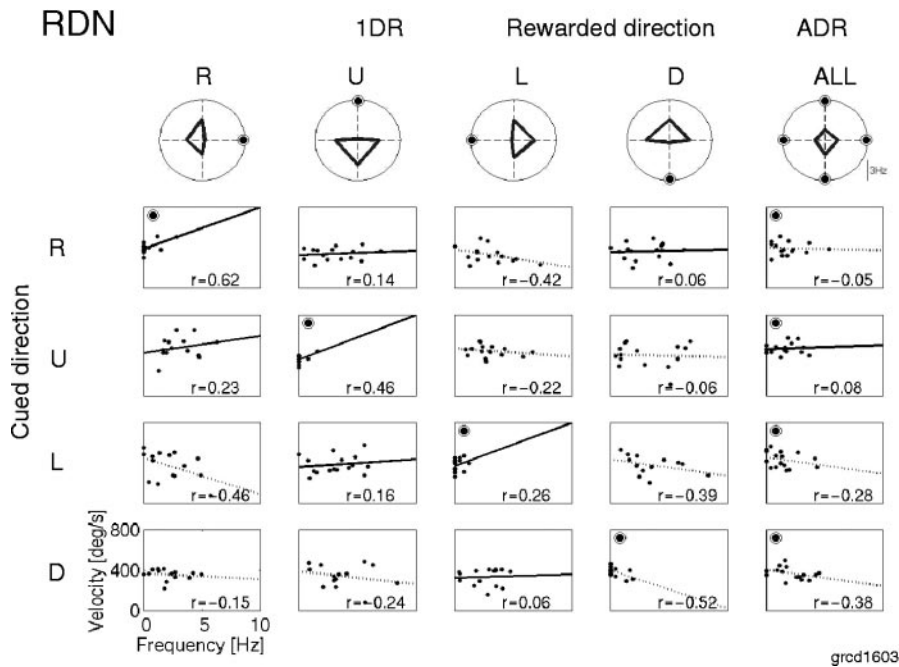 RDN 1DR Rewarded direction ADR
R U L D ALL
3Hz
R r=0.62 r=0.14 r=−0.42 r=0.06 r=−0.05
U r=0.23 r=0.46 r=−0.22 r=−0.06 r=0.08
Cued direction
L r=−0.46 r=0.16 r=0.26 r=−0.39 r=−0.28
D r=−0.15 r=−0.24 r=0.06 r=−0.52 r=−0.38
Velocity [deg/s]
800
400
0
0 5 10
Frequency [Hz]
grcd1603